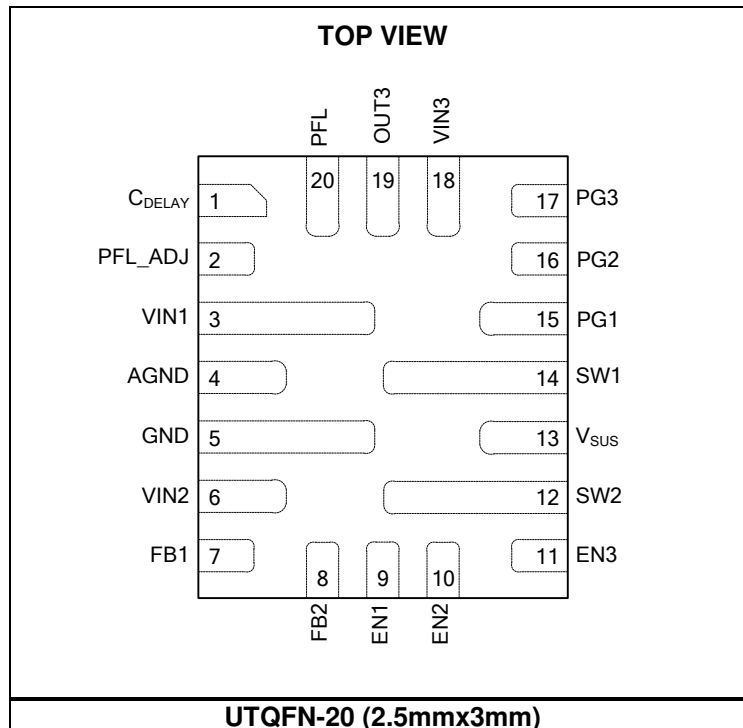 TOP VIEW
PFL
OUT3
VIN3
20
19
18
C_DELAY 1
17 PG3
PFL_ADJ 2
16 PG2
VIN1 3
15 PG1
AGND 4
14 SW1
GND 5
13 V_SUS
VIN2 6
12 SW2
FB1 7
11 EN3
8
9
10
FB2
EN1
EN2
UTQFN-20 (2.5mmx3mm)